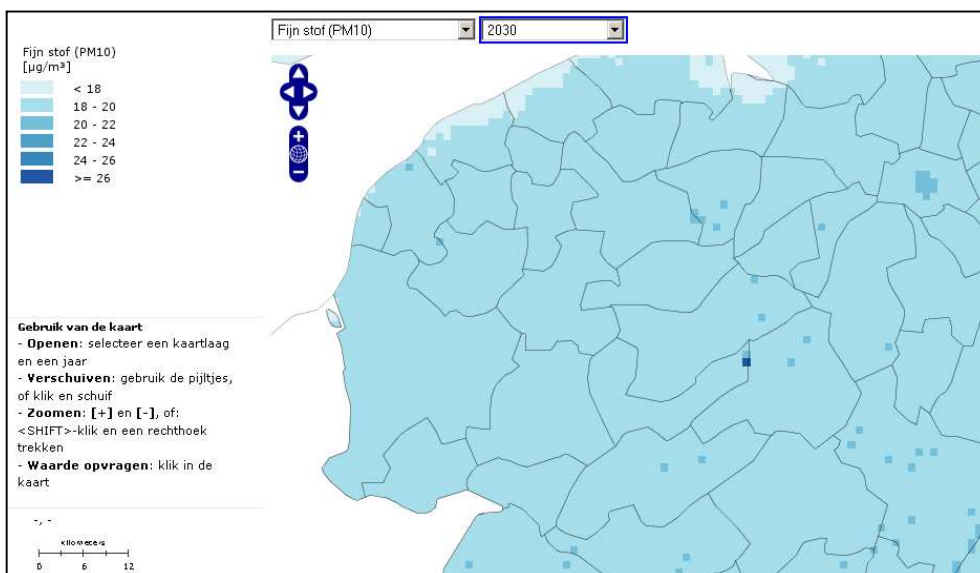 Fijn stof (PM10)
2030
Fijn stof (PM10)
[µg/m³]
< 18
18 - 20
20 - 22
22 - 24
24 - 26
>= 26
+
−
Gebruik van de kaart
- Openen: selecteer een kaartlaag
en een jaar
- Verschuiven: gebruik de pijltjes,
of klik en schuif
- Zoomen: [+] en [-], of:
<SHIFT>-klik en een rechthoek
trekken
- Waarde opvragen: klik in de
kaart
-, -
kilometers
0 6 12